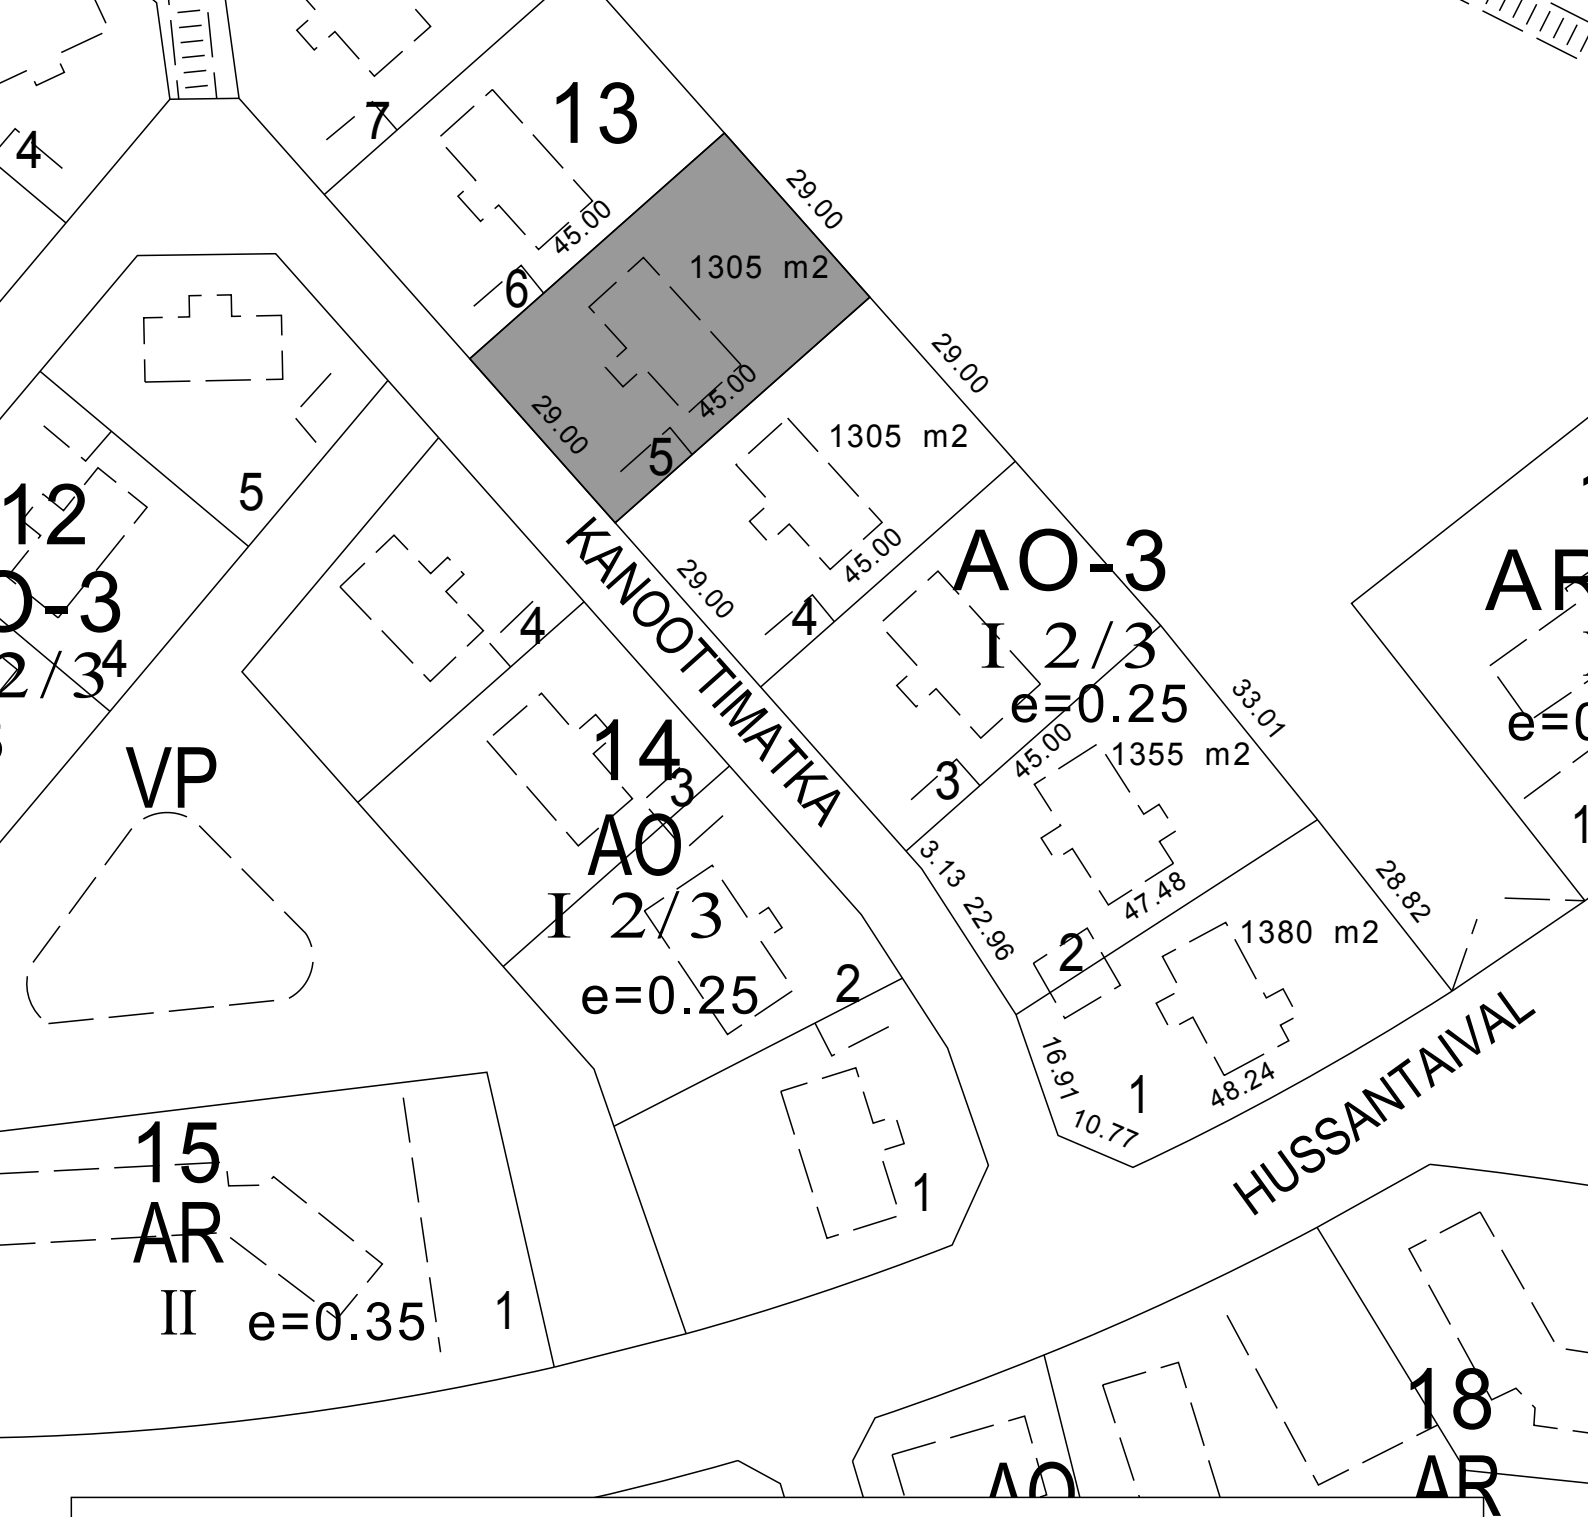 7
13
4
29.00
45.00
6
1305 m2
29.00
45.00
29.00
5
1305 m2
5
12
KANOOTTIMATKA
29.00
45.00
4
AO-3
I 2/3
e=0.25
AR
4
O-3
2/3
4
33.01
45.00
1355 m2
3
VP
14
3
AO
I 2/3
e=0.25
2
1
3.13
22.96
47.48
28.82
2
1380 m2
16.91
10.77
48.24
1
HUSSANTAIVAL
15
AR
II
e=0.35
1
1
18
AR
AO